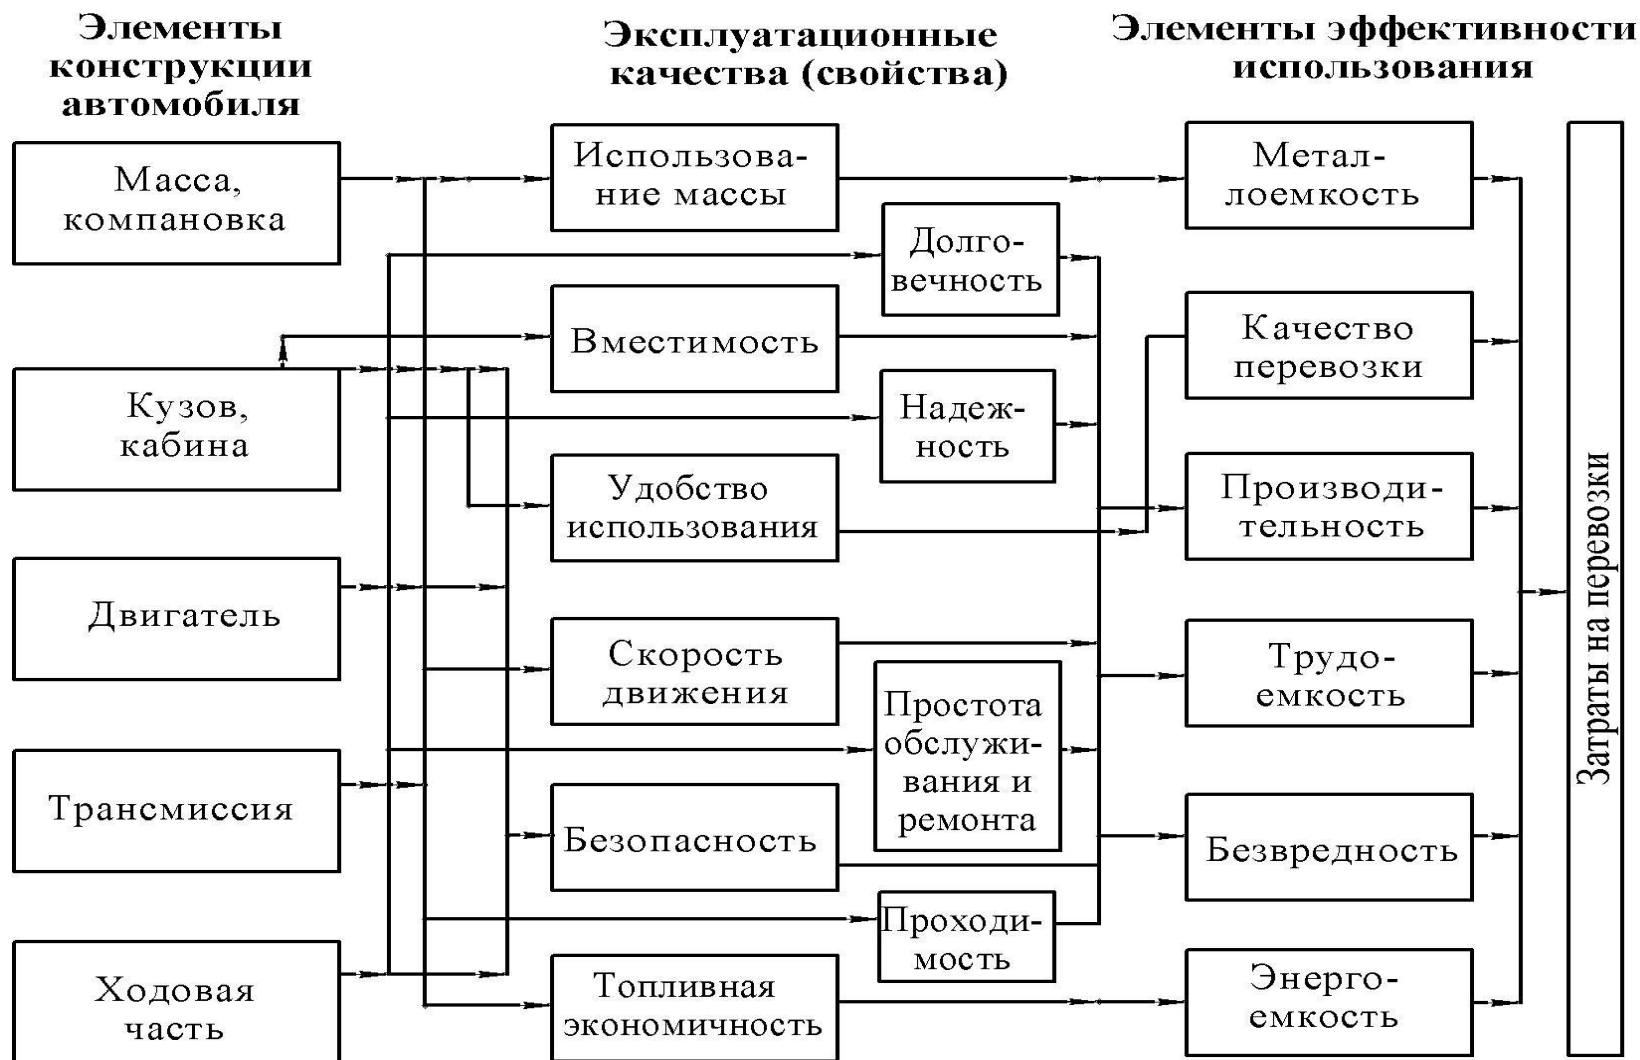 Элементы
конструкции
автомобиля
Эксплуатационные
качества (свойства)
Элементы эффективности
использования
Масса,
компановка
Кузов,
кабина
Двигатель
Трансмиссия
Ходовая
часть
Использова-
ние массы
Долго-
вечность
Вместимость
Надеж-
ность
Удобство
использования
Скорость
движения
Простота
обслужи-
вания и
ремонта
Безопасность
Проходи-
мость
Топливная
экономичность
Метал-
лоемкость
Качество
перевозки
Производи-
тельность
Трудо-
емкость
Безвредность
Энерго-
емкость
Затраты на перевозки